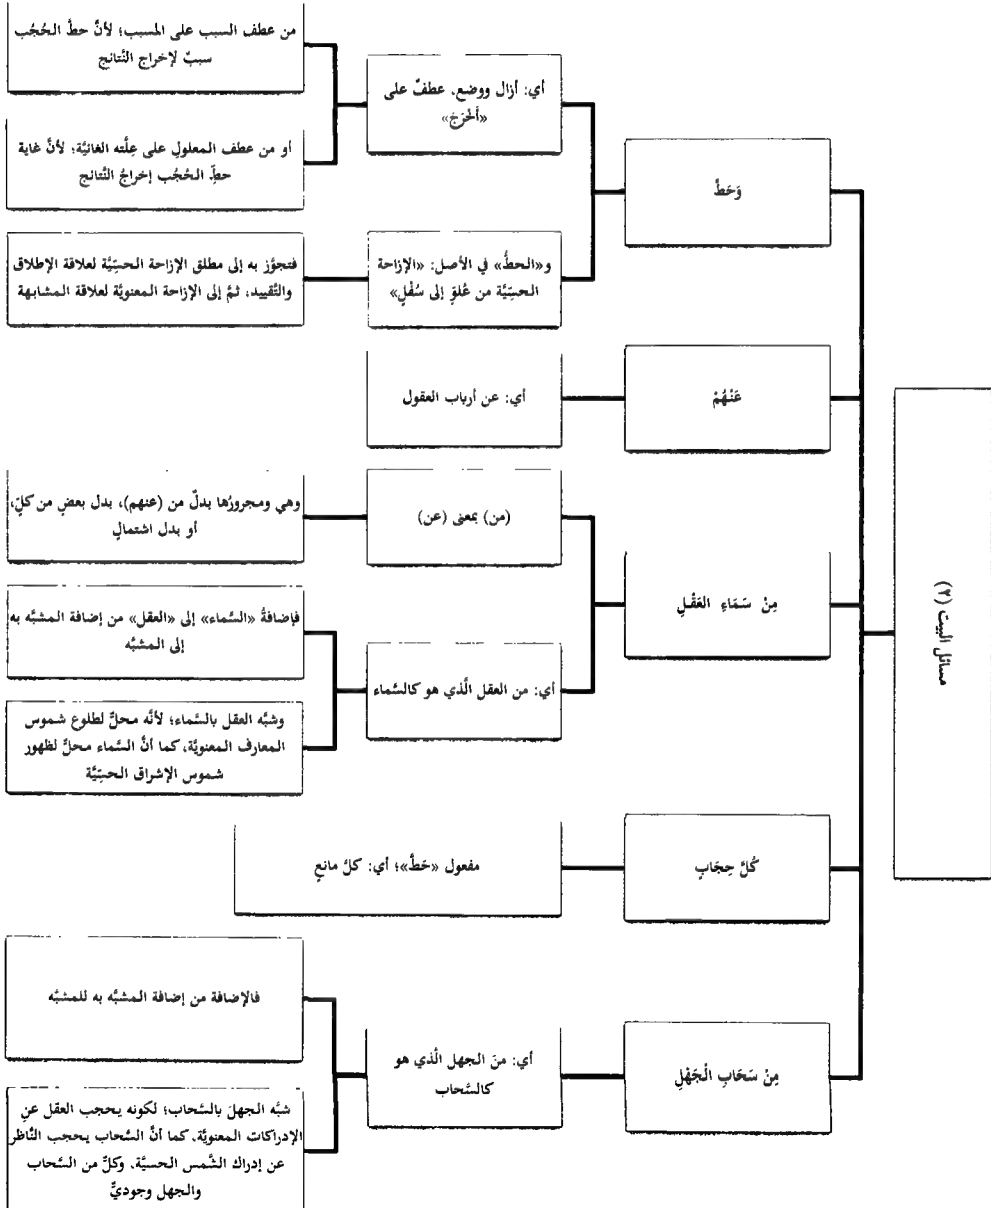 مسائل البيت (٢)
وَحَطَّ
أي: أزال ووضع، عطفٌ على
«أَخْرَجَ»
من عطف السبب على المسبب؛ لأنَّ حطَّ الحُجُب
سببٌ لإخراج النَّتائج
أو من عطف المعلولِ على عِلَّته الغائيَّة؛ لأنَّ غاية
حطِّ الحُجُب إخراجُ النَّتائج
و«الحطُّ» في الأصل: «الإزاحة
الحسِّيَّة من عُلوٍ إلى سُفْلٍ»
فتجوَّز به إلى مطلق الإزاحة الحسِّيَّة لعلاقة الإطلاق
والتَّقييد، ثمَّ إلى الإزاحة المعنويَّة لعلاقة المشابهة
عَنْهُمْ
أي: عن أرباب العقول
مِنْ سَمَاءِ العَقْلِ
(من) بمعنى (عن)
وهي ومجرورُها بدلٌ من (عنهم)، بدل بعضٍ من كلٍّ،
أو بدل اشتمالٍ
أي: من العقل الَّذي هو كالسَّماء
فإضافةُ «السَّماء» إلى «العقل» من إضافة المشبَّه به
إلى المشبَّه
وشبَّه العقل بالسَّماء؛ لأنَّه محلٌّ لطلوع شموس
المعارف المعنويَّة، كما أنَّ السَّماء محلٌّ لظهور
شموس الإشراق الحسِّيَّة
كُلَّ حِجَابٍ
مفعول «حَطَّ»؛ أي: كلَّ مانعٍ
مِنْ سَحَابِ الْجَهْلِ
أي: منَ الجهل الَّذي هو
كالسَّحاب
فالإضافة من إضافة المشبَّه به للمشبَّه
شبَّه الجهلَ بالسَّحاب؛ لكونه يحجب العقل عنِ
الإدراكات المعنويَّة، كما أنَّ السَّحاب يحجب النَّاظر
عن إدراك الشَّمس الحسيَّة، وكلٌّ من السَّحاب
والجهل وجوديٌّ